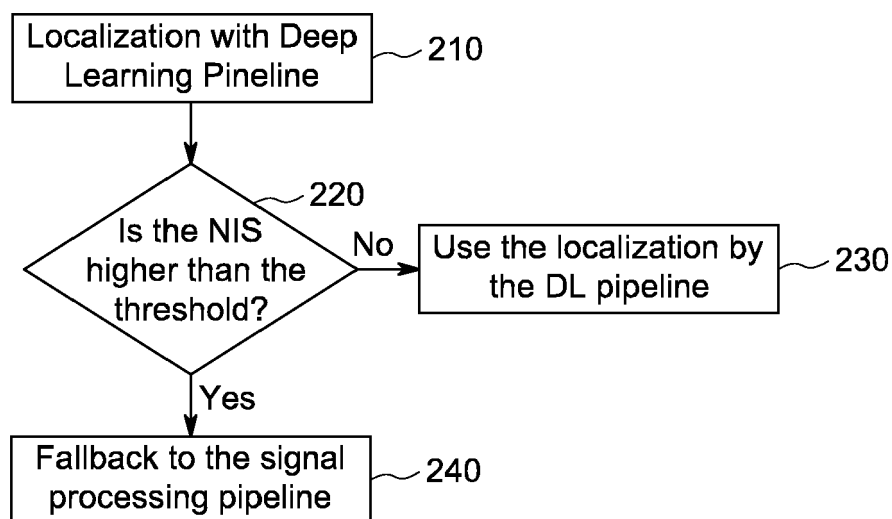 Localization with Deep
Learning Pineline
210
220
Is the NIS
higher than the
threshold?
No
Use the localization by
the DL pipeline
230
Yes
Fallback to the signal
processing pipeline
240